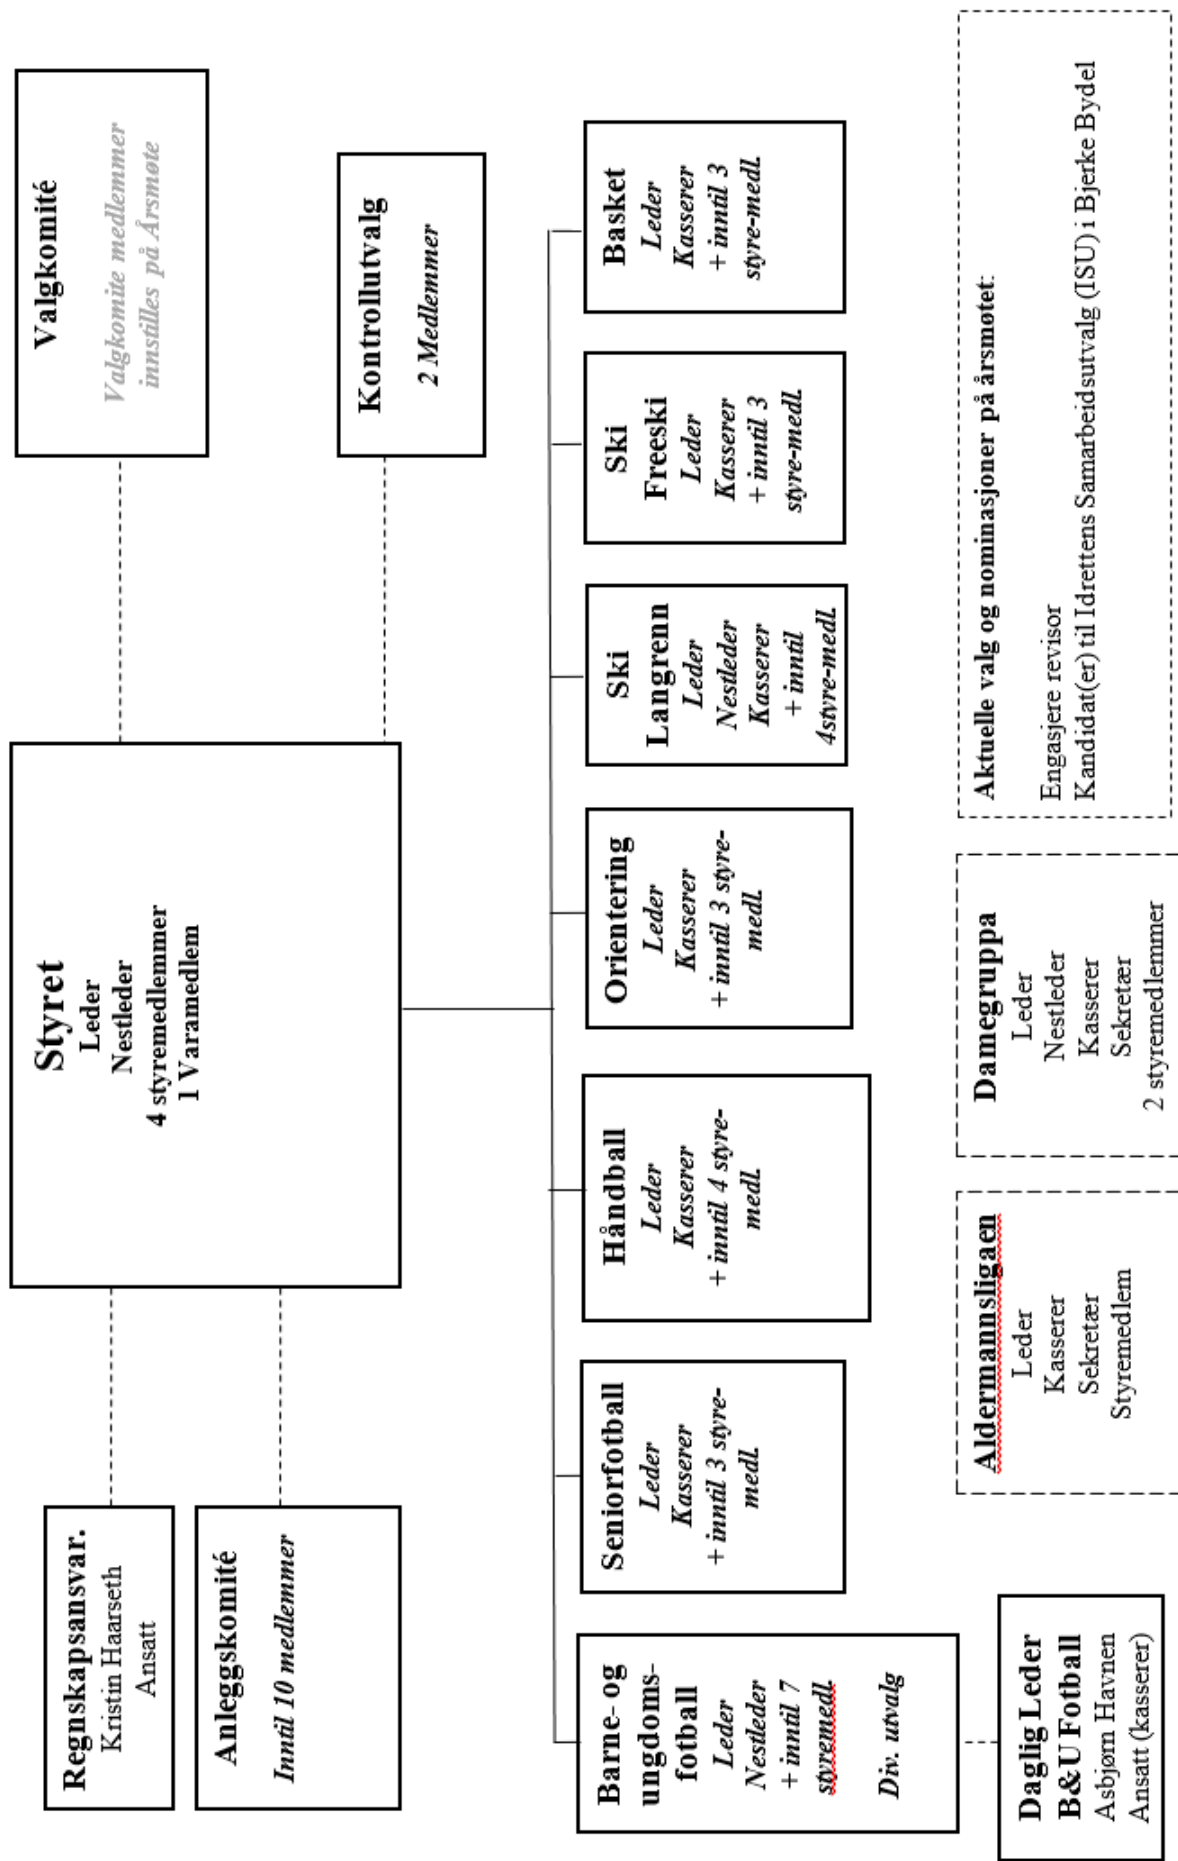 Styret
Leder
Nestleder
4 styremedlemmer
1 Varamedlem
Regnskapsansvar.
Kristin Haarseth
Ansatt
Anleggskomité
Inntil 10 medlemmer
Valgkomité
Valgkomite medlemmer
innstilles på Årsmøte
Kontrollutvalg
2 Medlemmer
Barne- og
ungdoms-
fotball
Leder
Nestleder
+ inntil 7
styremedl.
Div. utvalg
Seniorfotball
Leder
Kasserer
+ inntil 3 styre-
medl.
Håndball
Leder
Kasserer
+ inntil 4 styre-
medl.
Orientering
Leder
Kasserer
+ inntil 3 styre-
medl.
Ski
Langrenn
Leder
Nestleder
Kasserer
+ inntil
4styre-medl.
Ski
Freeski
Leder
Kasserer
+ inntil 3
styre-medl.
Basket
Leder
Kasserer
+ inntil 3
styre-medl.
Daglig Leder
B&U Fotball
Asbjørn Havnen
Ansatt (kasserer)
Aldermannsligaen
Leder
Kasserer
Sekretær
Styremedlem
Damegruppa
Leder
Nestleder
Kasserer
Sekretær
2 styremedlemmer
Aktuelle valg og nominasjoner på årsmøtet:
Engasjere revisor
Kandidat(er) til Idrettens Samarbeidsutvalg (ISU) i Bjerke Bydel